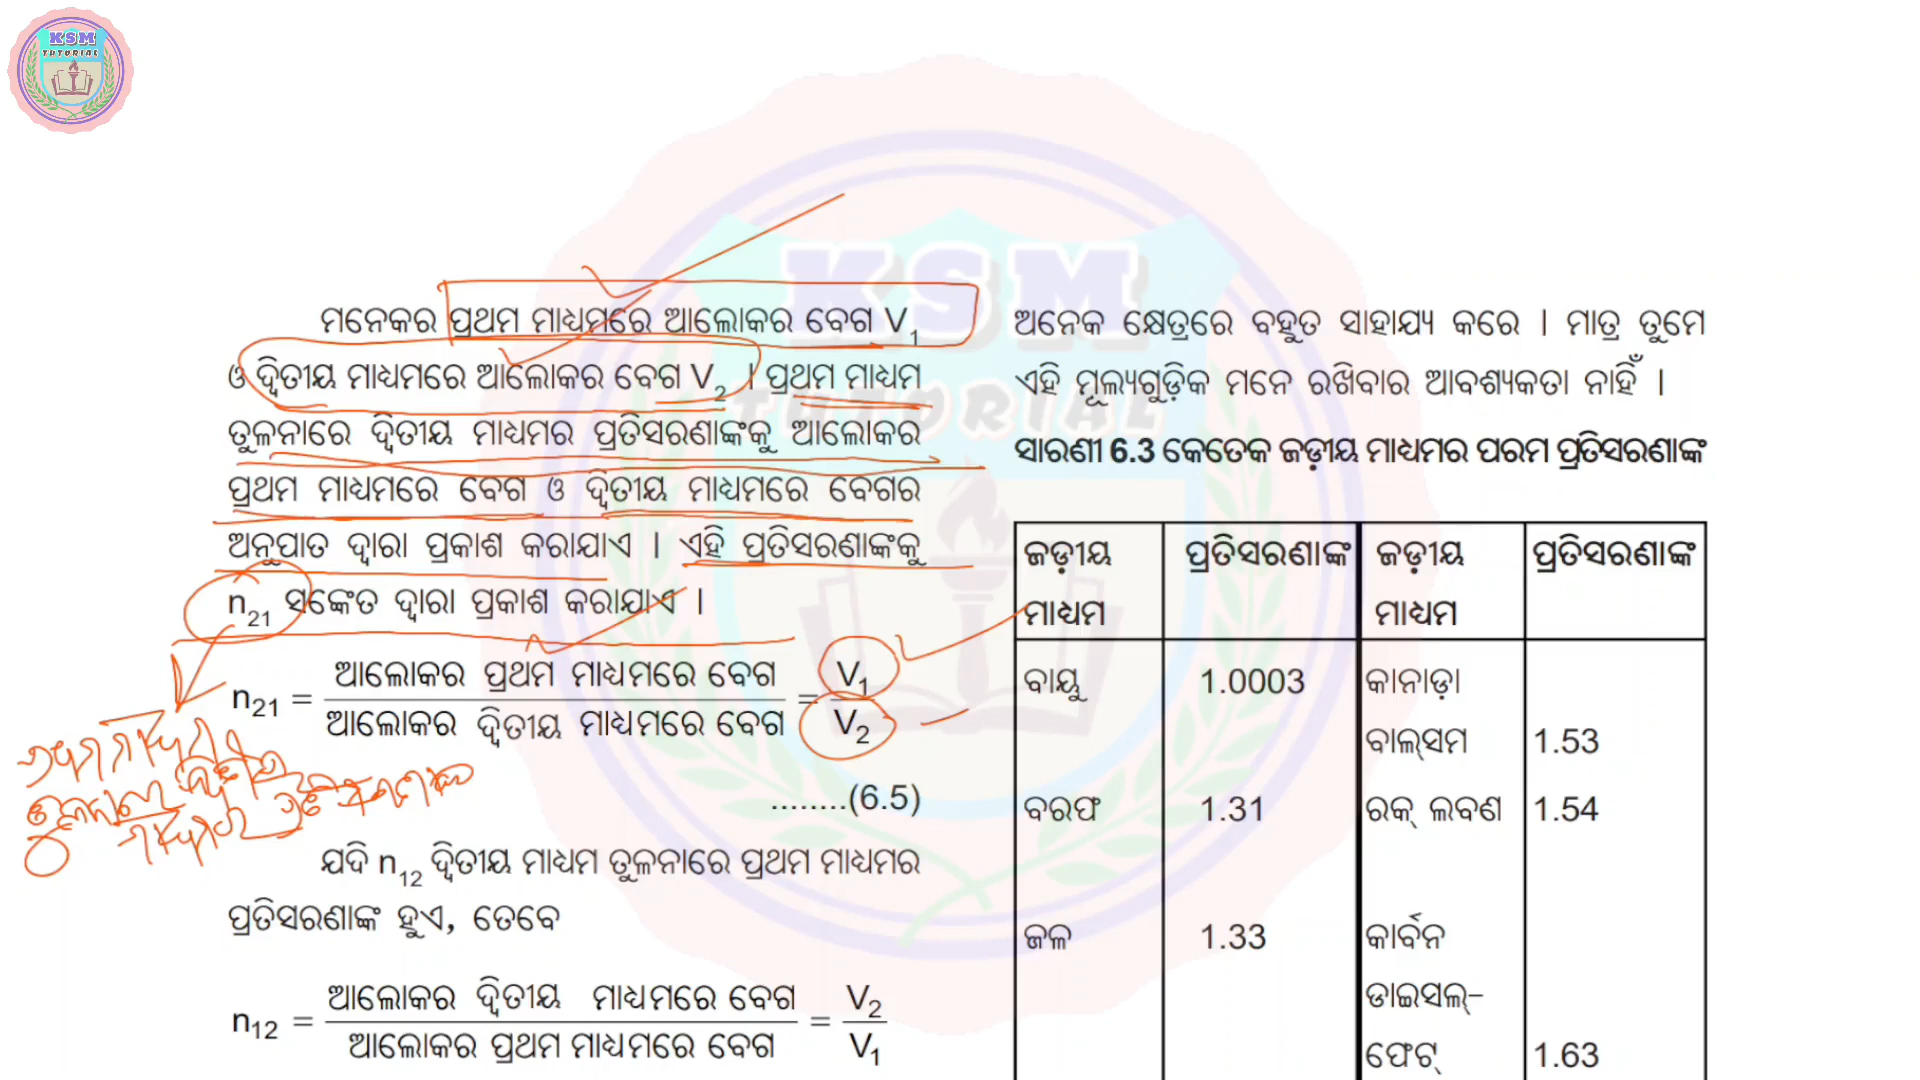 KSM
TUTORIAL
ମନେକର ପ୍ରଥମ ମାଧ୍ୟମରେ ଆଲୋକର ବେଗ V1
ଓ ଦ୍ୱିତୀୟ ମାଧ୍ୟମରେ ଆଲୋକର ବେଗ V2 । ପ୍ରଥମ ମାଧ୍ୟମ
ତୁଳନାରେ ଦ୍ୱିତୀୟ ମାଧ୍ୟମର ପ୍ରତିସରଣାଙ୍କକୁ ଆଲୋକର
ପ୍ରଥମ ମାଧ୍ୟମରେ ବେଗ ଓ ଦ୍ୱିତୀୟ ମାଧ୍ୟମରେ ବେଗର
ଅନୁପାତ ଦ୍ୱାରା ପ୍ରକାଶ କରାଯାଏ । ଏହି ପ୍ରତିସରଣାଙ୍କକୁ
n21 ସଙ୍କେତ ଦ୍ୱାରା ପ୍ରକାଶ କରାଯାଏ ।
n21 = ଆଲୋକର ପ୍ରଥମ ମାଧ୍ୟମରେ ବେଗ / ଆଲୋକର ଦ୍ୱିତୀୟ ମାଧ୍ୟମରେ ବେଗ = V1 / V2
........(6.5)
ଯଦି n12 ଦ୍ୱିତୀୟ ମାଧ୍ୟମ ତୁଳନାରେ ପ୍ରଥମ ମାଧ୍ୟମର
ପ୍ରତିସରଣାଙ୍କ ହୁଏ, ତେବେ
n12 = ଆଲୋକର ଦ୍ୱିତୀୟ ମାଧ୍ୟମରେ ବେଗ / ଆଲୋକର ପ୍ରଥମ ମାଧ୍ୟମରେ ବେଗ = V2 / V1
ଅନେକ କ୍ଷେତ୍ରରେ ବହୁତ ସାହାଯ୍ୟ କରେ । ମାତ୍ର ତୁମେ
ଏହି ମୂଲ୍ୟଗୁଡ଼ିକ ମନେ ରଖିବାର ଆବଶ୍ୟକତା ନାହିଁ ।
ସାରଣୀ 6.3 କେତେକ ଜଡ଼ୀୟ ମାଧ୍ୟମର ପରମ ପ୍ରତିସରଣାଙ୍କ
ଜଡ଼ୀୟ ପ୍ରତିସରଣାଙ୍କ ଜଡ଼ୀୟ ପ୍ରତିସରଣାଙ୍କ
ମାଧ୍ୟମ ମାଧ୍ୟମ
ବାୟୁ 1.0003 କାନାଡ଼ା
ବାଲ୍‌ସମ 1.53
ବରଫ 1.31 ରକ୍ ଲବଣ 1.54
ଜଳ 1.33 କାର୍ବନ
ଡାଇସଲ୍-
ଫେଟ୍ 1.63
KSM
TUTORIAL